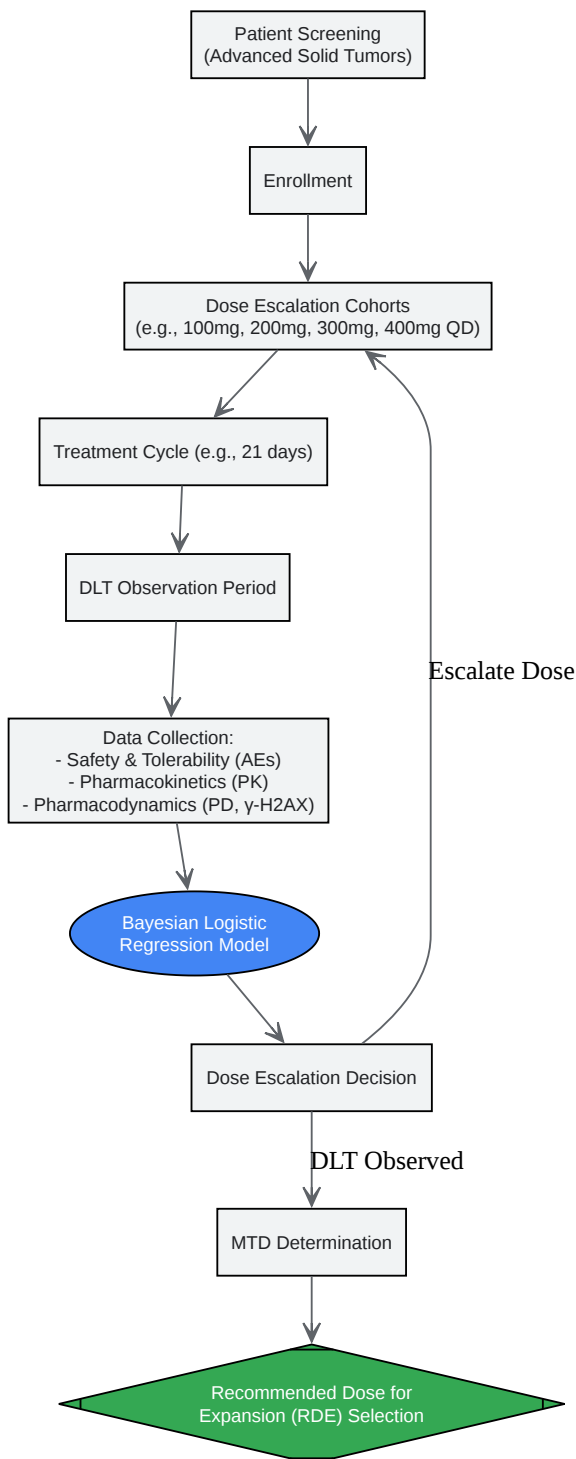 Patient Screening
(Advanced Solid Tumors)
Enrollment
Dose Escalation Cohorts
(e.g., 100mg, 200mg, 300mg, 400mg QD)
Treatment Cycle (e.g., 21 days)
DLT Observation Period
Escalate Dose
Data Collection:
- Safety & Tolerability (AEs)
- Pharmacokinetics (PK)
- Pharmacodynamics (PD, γ-H2AX)
Bayesian Logistic
Regression Model
Dose Escalation Decision
DLT Observed
MTD Determination
Recommended Dose for
Expansion (RDE) Selection